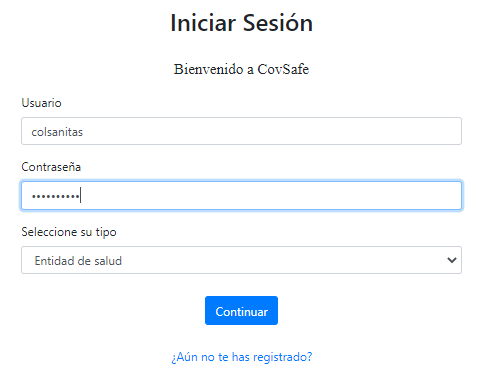 Iniciar Sesión
Bienvenido a CovSafe
Usuario
colsanitas
Contraseña
••••••••••
Seleccione su tipo
Entidad de salud
Continuar
¿Aún no te has registrado?